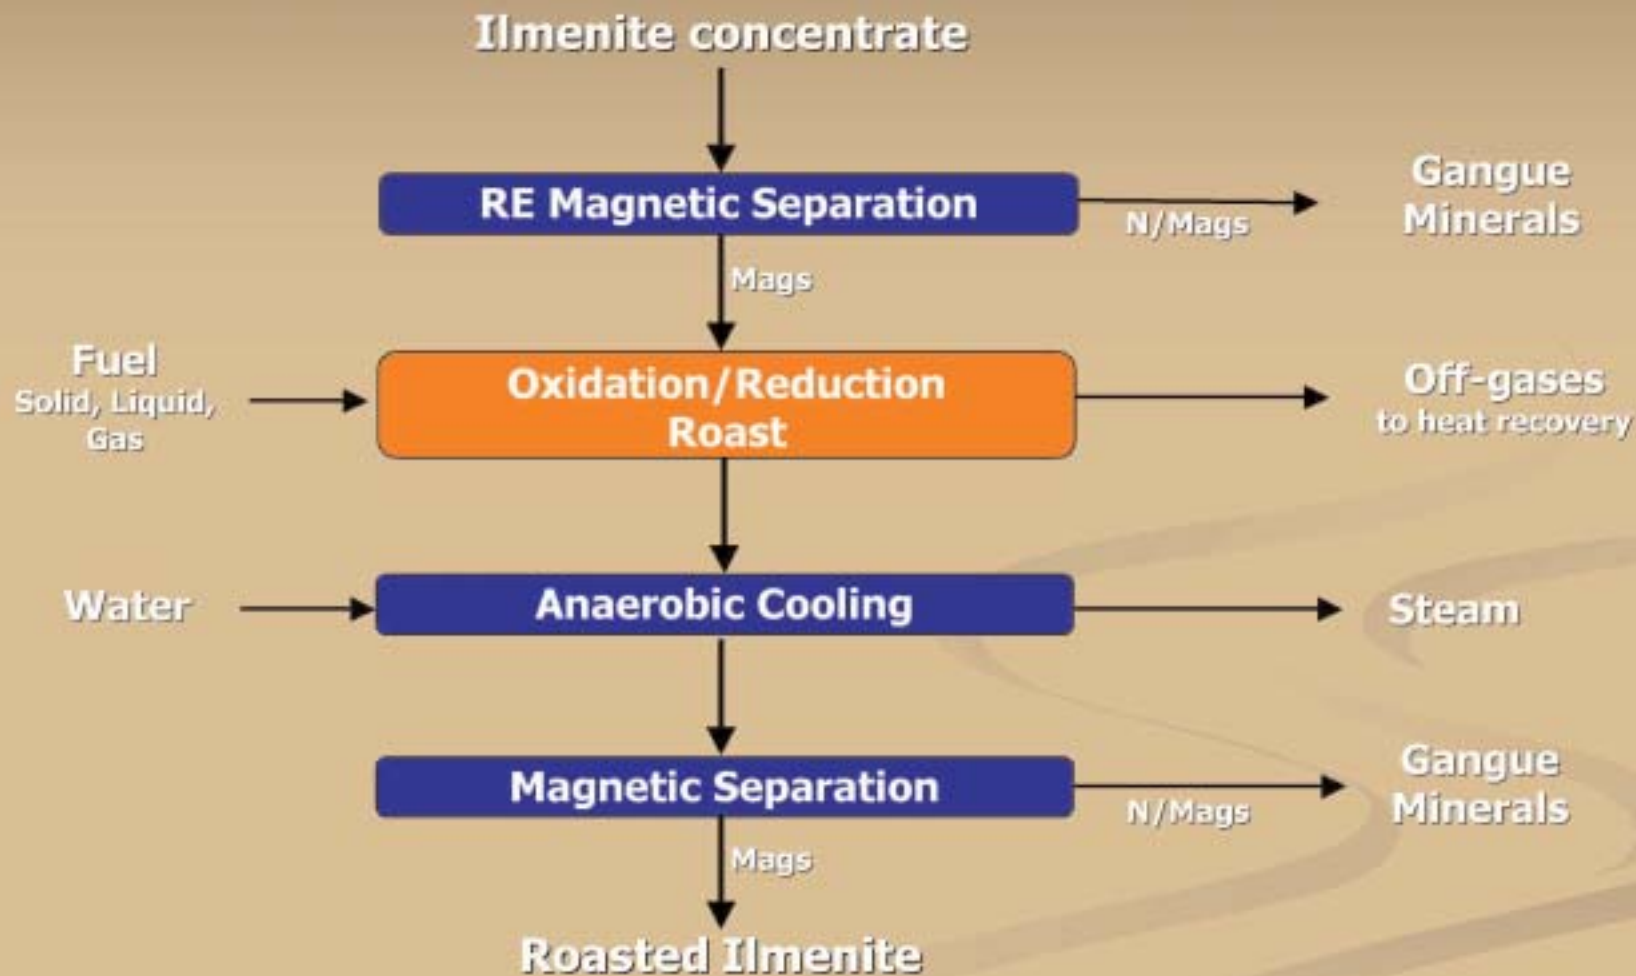 Ilmenite concentrate
RE Magnetic Separation
N/Mags
Gangue
Minerals
Mags
Fuel
Solid, Liquid,
Gas
Oxidation/Reduction
Roast
Off-gases
to heat recovery
Water
Anaerobic Cooling
Steam
Magnetic Separation
N/Mags
Gangue
Minerals
Mags
Roasted Ilmenite